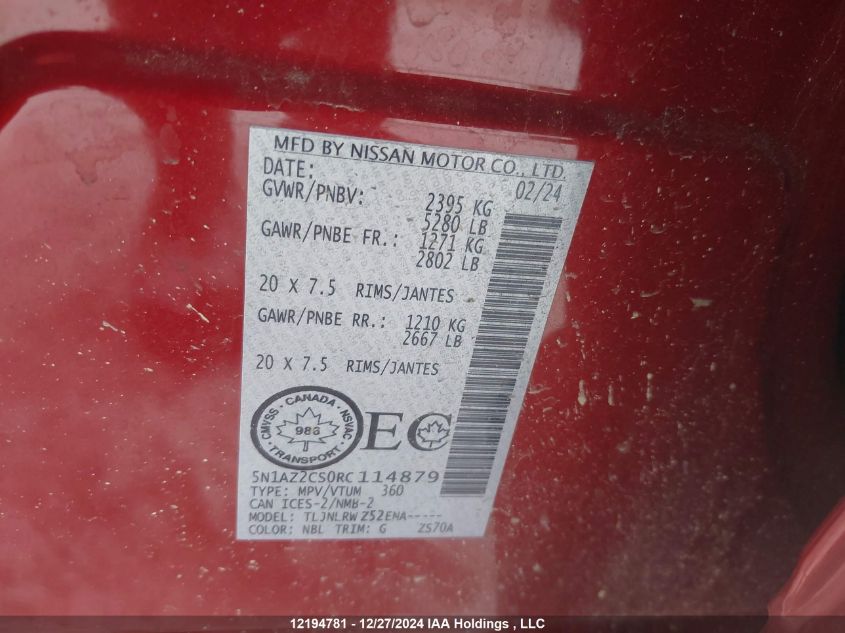 MFD BY NISSAN MOTOR CO., LTD.
DATE: 02/24
GVWR/PNBV: 2395 KG
5280 LB
GAWR/PNBE FR.: 1271 KG
2802 LB
20 X 7.5 RIMS/JANTES
GAWR/PNBE RR.: 1210 KG
2667 LB
20 X 7.5 RIMS/JANTES
CANADA
CMVSS · NSVAC
988
TRANSPORT
EC
5N1AZ2CS0RC114879
TYPE: MPV/VTUM 360
CAN ICES-2/NMB-2
MODEL: TLJNLRW Z52ENA-----
COLOR: NBL TRIM: G ZS70A
12194781 - 12/27/2024 IAA Holdings , LLC